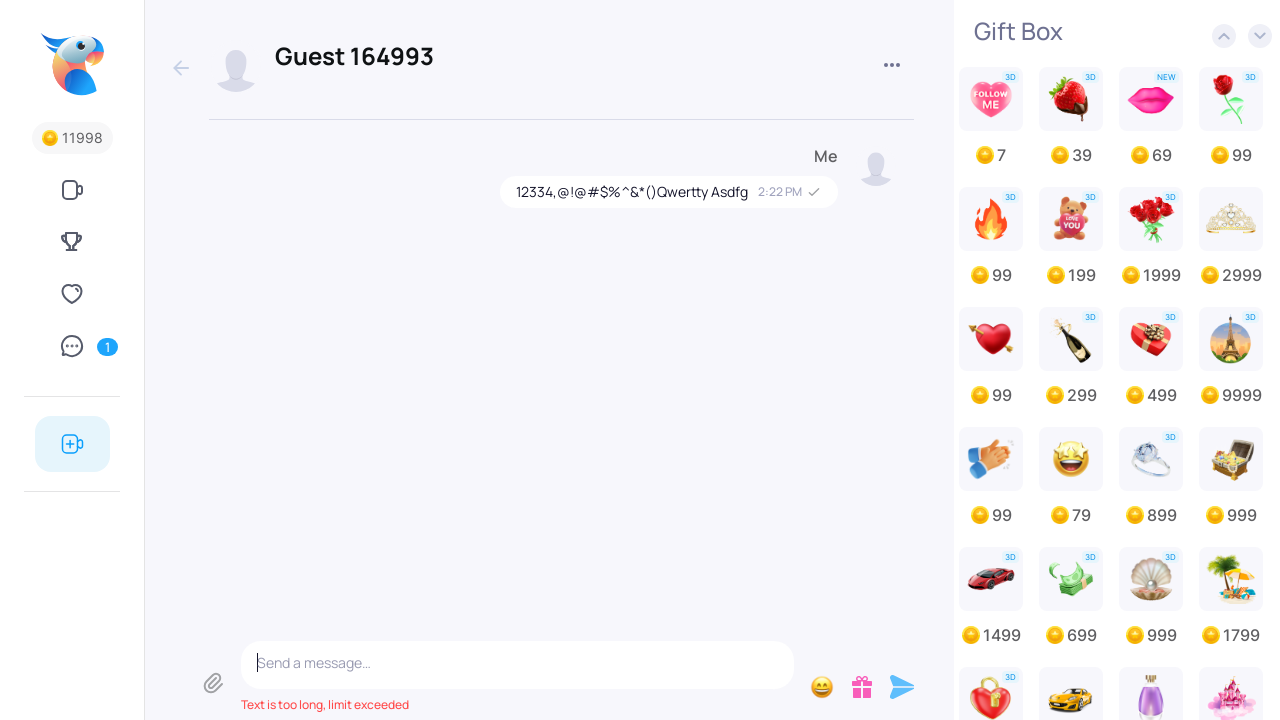 11998
1
Guest 164993
Me
12334,@!@#$%^&*()Qwertty Asdfg 2:22 PM
Send a message...
Text is too long, limit exceeded
Gift Box
3D 3D NEW 3D
FOLLOW
ME
7 39 69 99
3D 3D 3D
LOVE
YOU
99 199 1999 2999
3D 3D 3D
99 299 499 9999
3D
99 79 899 999
3D 3D 3D
1499 699 999 1799
3D